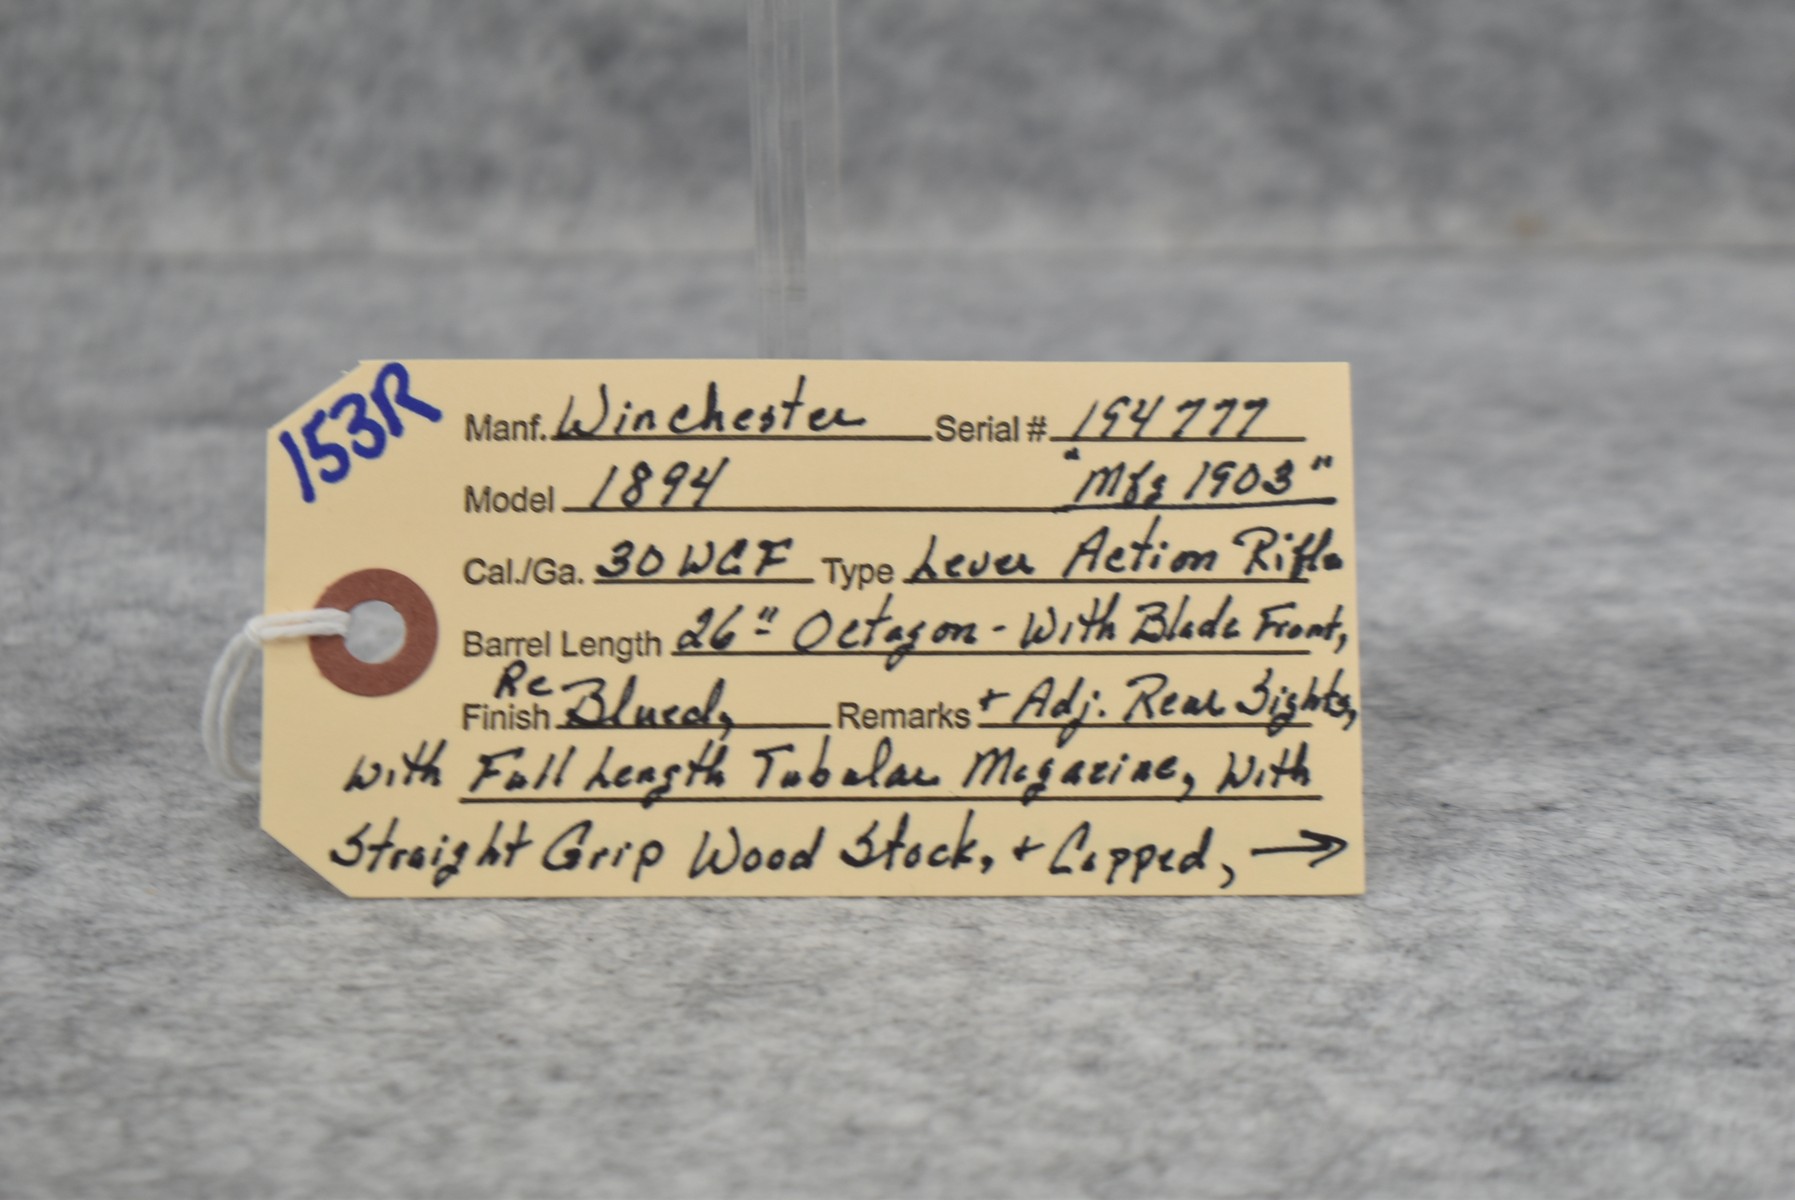 153R
Manf. Winchester Serial # 194777
Model 1894 "Mfg 1903"
Cal./Ga. 30 WCF Type Lever Action Rifle
Barrel Length 26" Octagon - With Blade Front,
Finish Re Blued, Remarks + Adj. Rear Sights,
with Full Length Tubular Magazine, With
Straight Grip Wood Stock, + Capped, →